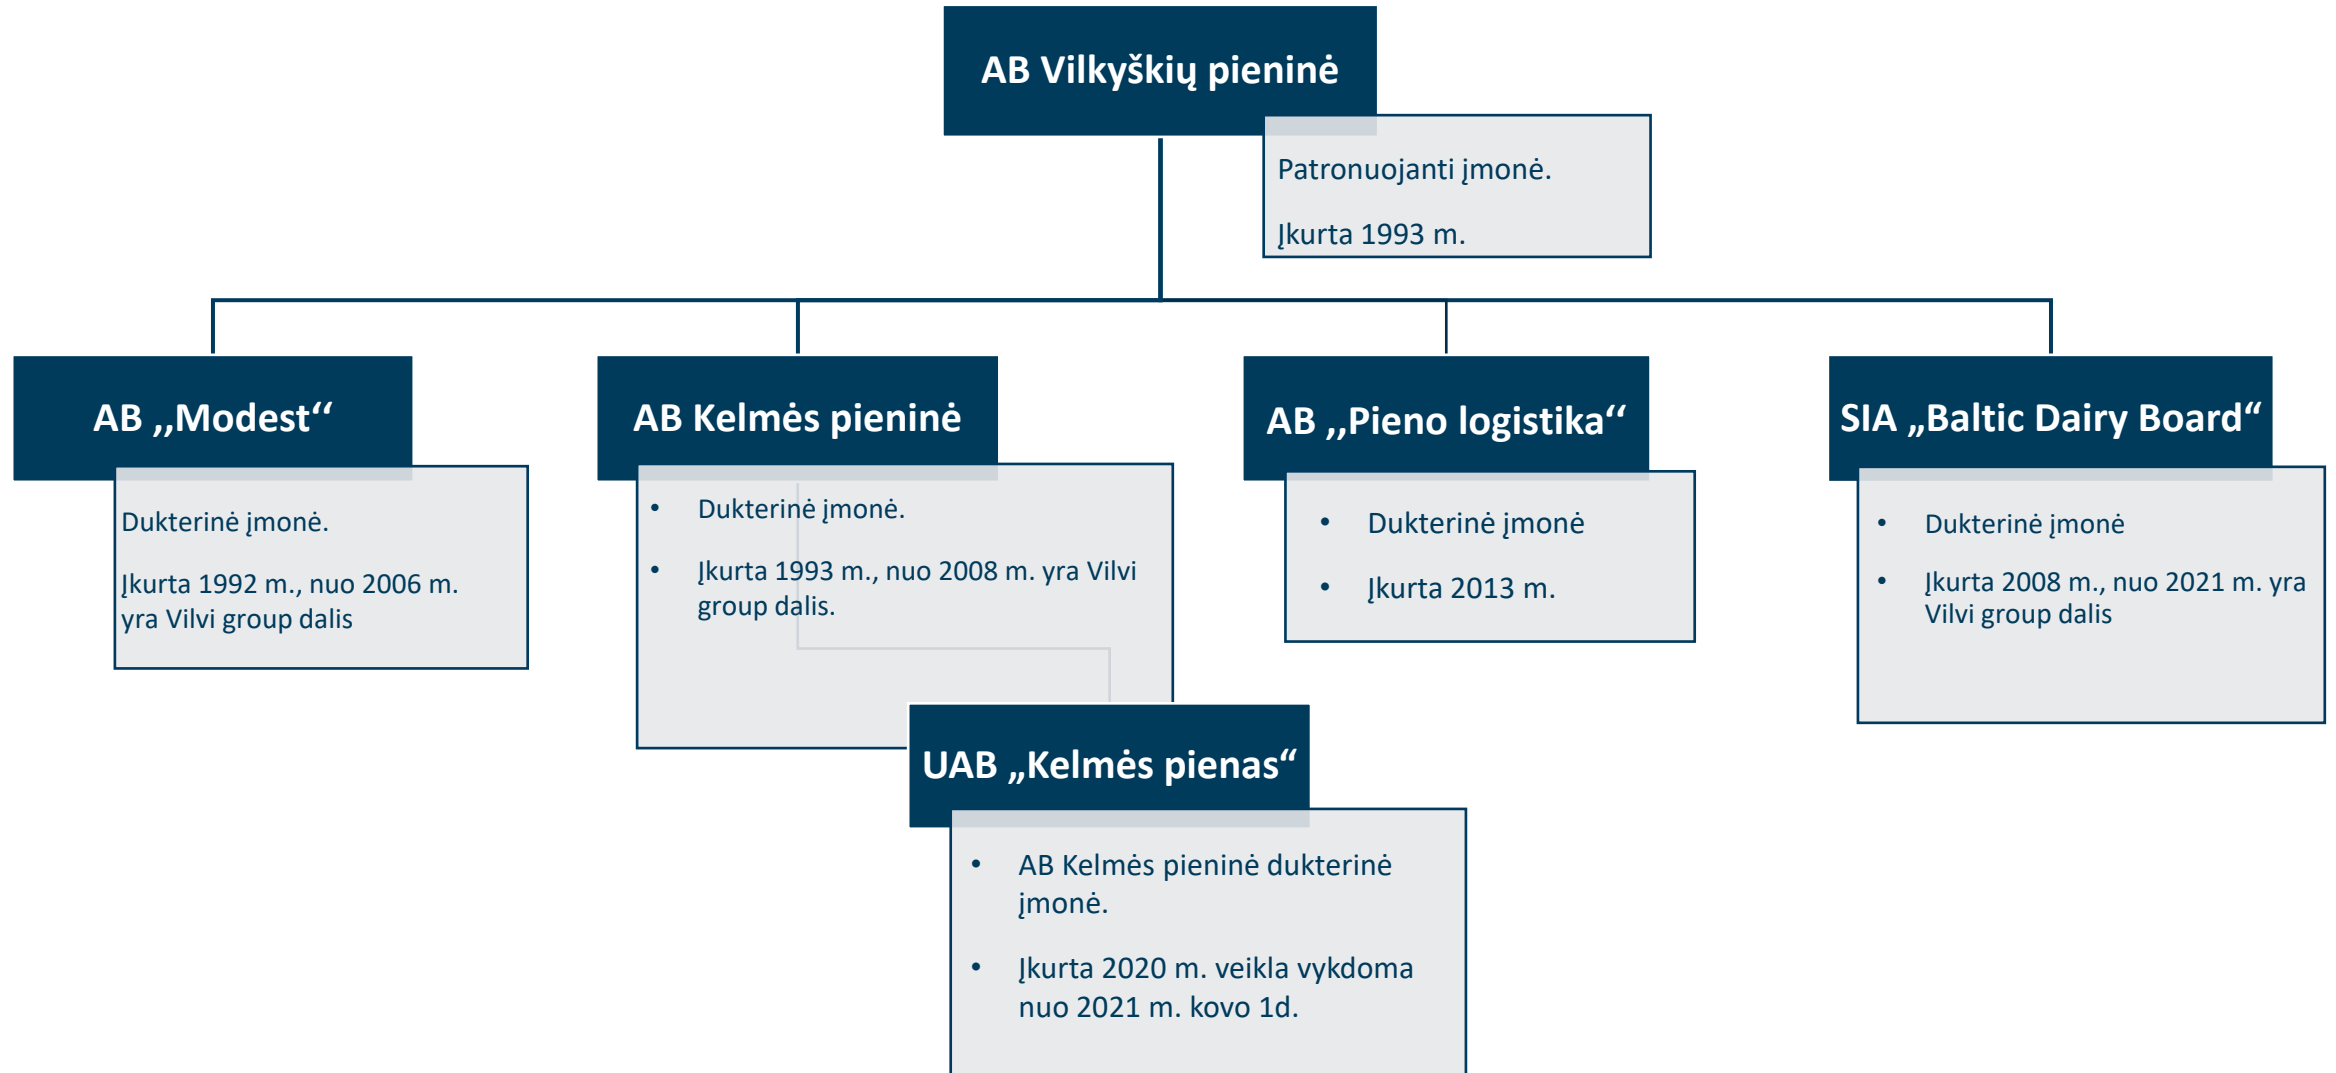 AB Vilkyškių pieninė
Patronuojanti įmonė.
Įkurta 1993 m.
AB ,,Modest‘‘
Dukterinė įmonė.
Įkurta 1992 m., nuo 2006 m.
yra Vilvi group dalis
AB Kelmės pieninė
• Dukterinė įmonė.
• Įkurta 1993 m., nuo 2008 m. yra Vilvi
group dalis.
AB ,,Pieno logistika‘‘
• Dukterinė įmonė
• Įkurta 2013 m.
SIA „Baltic Dairy Board“
• Dukterinė įmonė
• Įkurta 2008 m., nuo 2021 m. yra
Vilvi group dalis
UAB „Kelmės pienas“
• AB Kelmės pieninė dukterinė
įmonė.
• Įkurta 2020 m. veikla vykdoma
nuo 2021 m. kovo 1d.